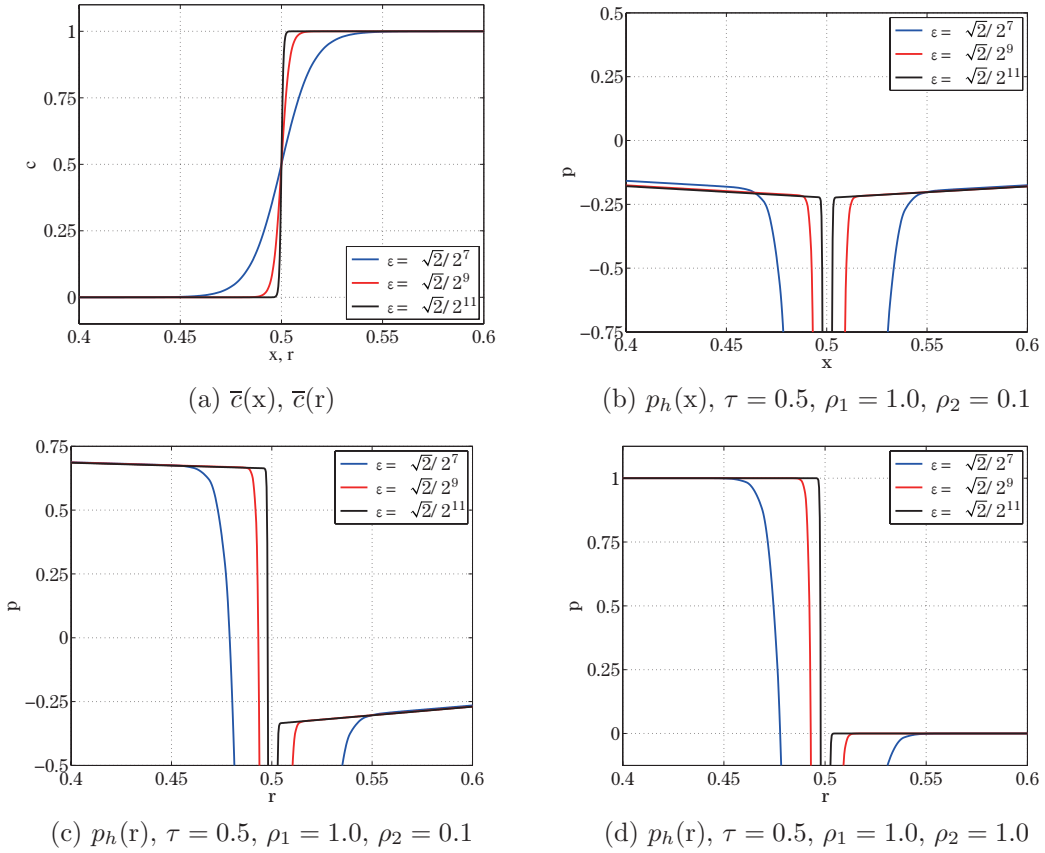 1
0.75
0.5
0.25
0
c
0.4
0.45
0.5
0.55
0.6
x, r
ε = √2/2^7
ε = √2/2^9
ε = √2/2^11
(a) c̅(x), c̅(r)
0.5
0.25
0
−0.25
−0.5
−0.75
p
0.4
0.45
0.5
0.55
0.6
x
ε = √2/2^7
ε = √2/2^9
ε = √2/2^11
(b) p_h(x), τ = 0.5, ρ_1 = 1.0, ρ_2 = 0.1
0.75
0.5
0.25
0
−0.25
−0.5
p
0.4
0.45
0.5
0.55
0.6
r
ε = √2/2^7
ε = √2/2^9
ε = √2/2^11
(c) p_h(r), τ = 0.5, ρ_1 = 1.0, ρ_2 = 0.1
1
0.75
0.5
0.25
0
p
0.4
0.45
0.5
0.55
0.6
r
ε = √2/2^7
ε = √2/2^9
ε = √2/2^11
(d) p_h(r), τ = 0.5, ρ_1 = 1.0, ρ_2 = 1.0